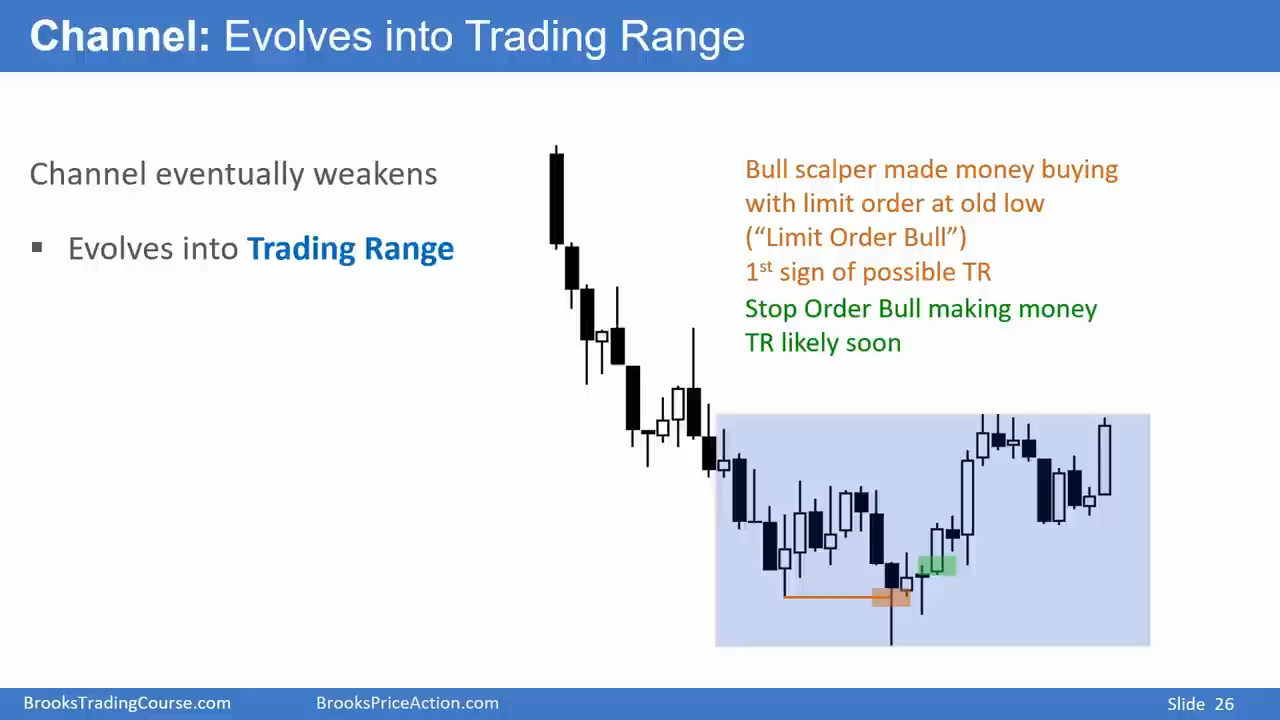 Channel: Evolves into Trading Range
Channel eventually weakens
▪ Evolves into Trading Range
Bull scalper made money buying
with limit order at old low
(“Limit Order Bull”)
1st sign of possible TR
Stop Order Bull making money
TR likely soon
BrooksTradingCourse.com
BrooksPriceAction.com
Slide 26